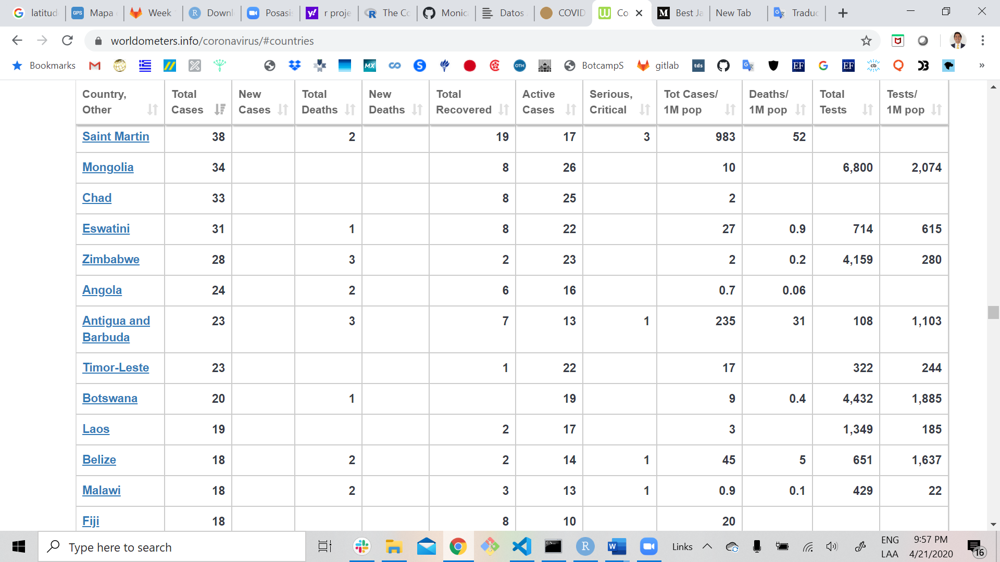 latitud Mapa Week Downl Posasis r proje The Co Monica Datos COVID Co Best Ja New Tab Traduc
worldometers.info/coronavirus/#countries
Bookmarks BotcampS gitlab
Country, Other Total Cases New Cases Total Deaths New Deaths Total Recovered Active Cases Serious, Critical Tot Cases/ 1M pop Deaths/ 1M pop Total Tests Tests/ 1M pop
Saint Martin 38 2 19 17 3 983 52
Mongolia 34 8 26 10 6,800 2,074
Chad 33 8 25 2
Eswatini 31 1 8 22 27 0.9 714 615
Zimbabwe 28 3 2 23 2 0.2 4,159 280
Angola 24 2 6 16 0.7 0.06
Antigua and Barbuda 23 3 7 13 1 235 31 108 1,103
Timor-Leste 23 1 22 17 322 244
Botswana 20 1 19 9 0.4 4,432 1,885
Laos 19 2 17 3 1,349 185
Belize 18 2 2 14 1 45 5 651 1,637
Malawi 18 2 3 13 1 0.9 0.1 429 22
Fiji 18 8 10 20
Type here to search Links ENG 9:57 PM
LAA 4/21/2020 16